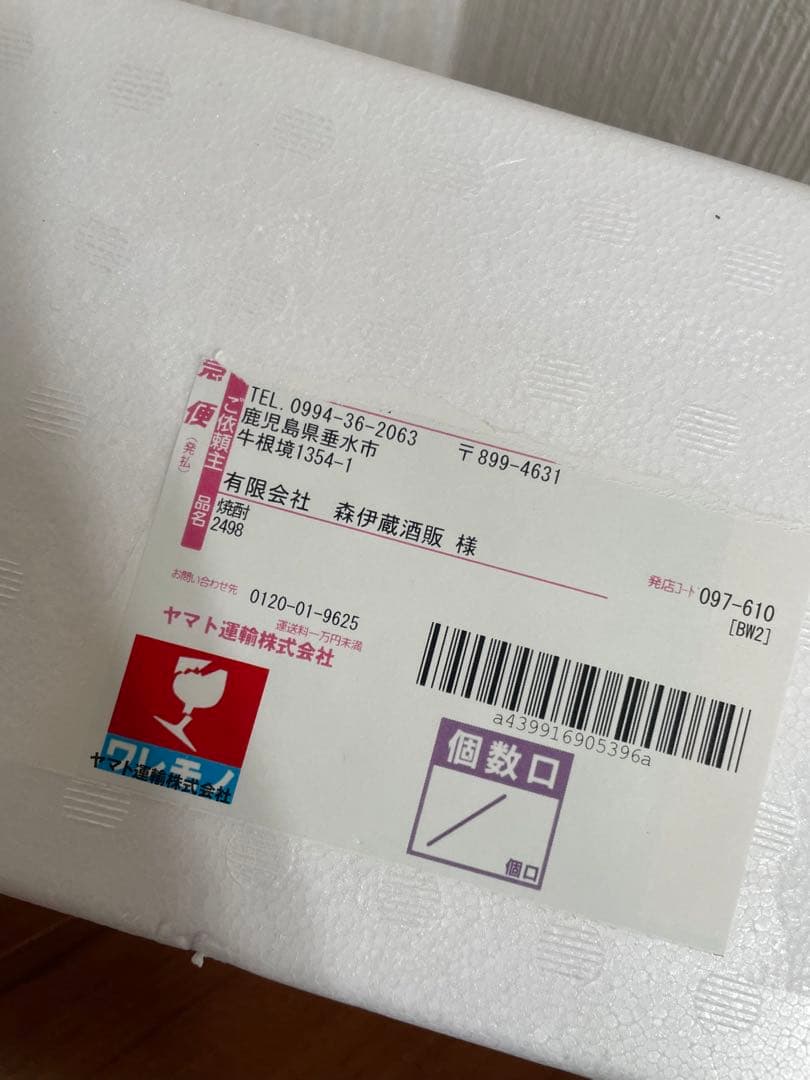 急便
(発払)
ご依頼主
TEL. 0994-36-2063
〒899-4631
鹿児島県垂水市
牛根境1354-1
有限会社 森伊蔵酒販 様
品名
焼酎
2498
発店コード 097-610
[BW2]
お問い合わせ先 0120-01-9625
運送料一万円未満
ヤマト運輸株式会社
a439916905396a
ワレモノ
ヤマト運輸株式会社
個数口
/
個口